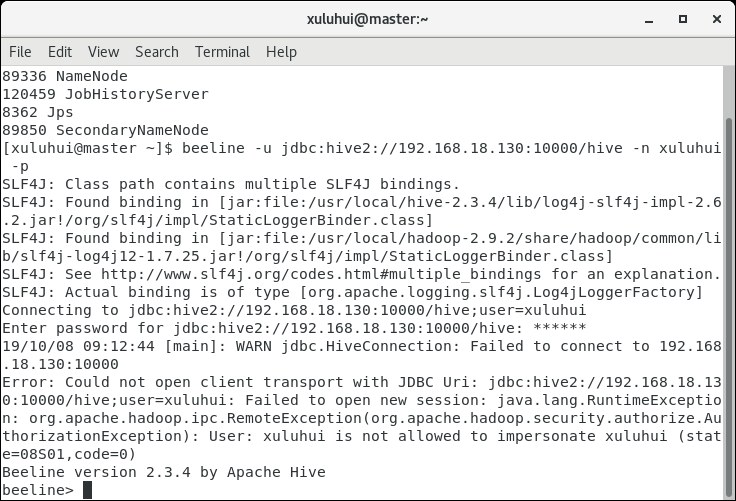 xuluhui@master:~
File Edit View Search Terminal Help
89336 NameNode
120459 JobHistoryServer
8362 Jps
89850 SecondaryNameNode
[xuluhui@master ~]$ beeline -u jdbc:hive2://192.168.18.130:10000/hive -n xuluhui
 -p
SLF4J: Class path contains multiple SLF4J bindings.
SLF4J: Found binding in [jar:file:/usr/local/hive-2.3.4/lib/log4j-slf4j-impl-2.6
.2.jar!/org/slf4j/impl/StaticLoggerBinder.class]
SLF4J: Found binding in [jar:file:/usr/local/hadoop-2.9.2/share/hadoop/common/li
b/slf4j-log4j12-1.7.25.jar!/org/slf4j/impl/StaticLoggerBinder.class]
SLF4J: See http://www.slf4j.org/codes.html#multiple_bindings for an explanation.
SLF4J: Actual binding is of type [org.apache.logging.slf4j.Log4jLoggerFactory]
Connecting to jdbc:hive2://192.168.18.130:10000/hive;user=xuluhui
Enter password for jdbc:hive2://192.168.18.130:10000/hive: ******
19/10/08 09:12:44 [main]: WARN jdbc.HiveConnection: Failed to connect to 192.168
.18.130:10000
Error: Could not open client transport with JDBC Uri: jdbc:hive2://192.168.18.13
0:10000/hive;user=xuluhui: Failed to open new session: java.lang.RuntimeExceptio
n: org.apache.hadoop.ipc.RemoteException(org.apache.hadoop.security.authorize.Au
thorizationException): User: xuluhui is not allowed to impersonate xuluhui (stat
e=08S01,code=0)
Beeline version 2.3.4 by Apache Hive
beeline>